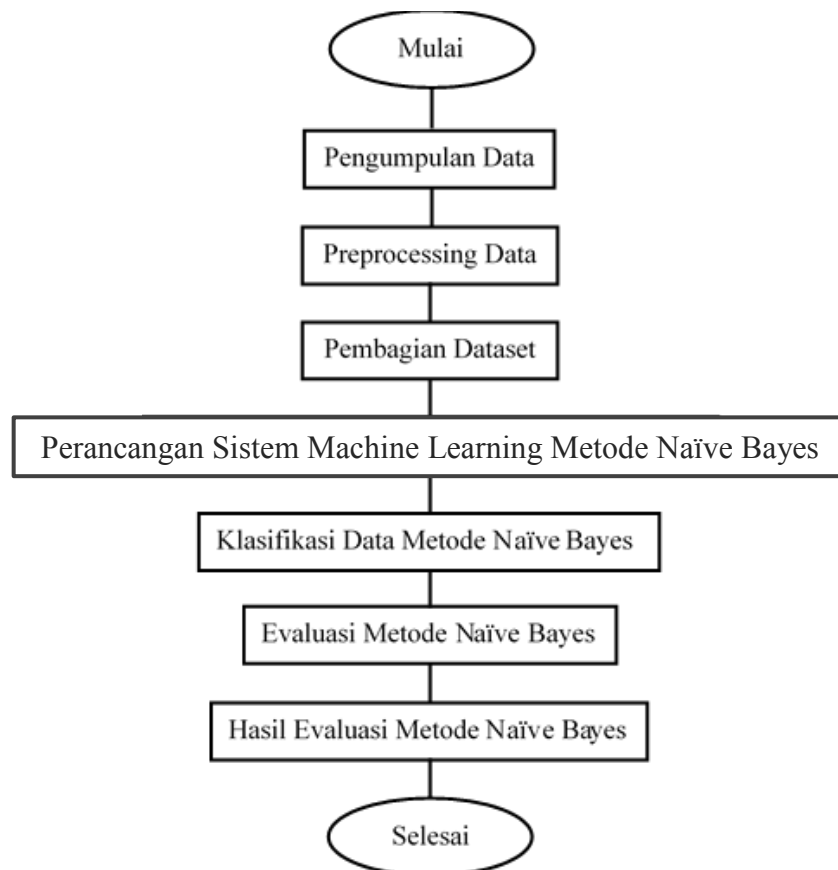 Mulai
Pengumpulan Data
Preprocessing Data
Pembagian Dataset
Perancangan Sistem Machine Learning Metode Naïve Bayes
Klasifikasi Data Metode Naïve Bayes
Evaluasi Metode Naïve Bayes
Hasil Evaluasi Metode Naïve Bayes
Selesai